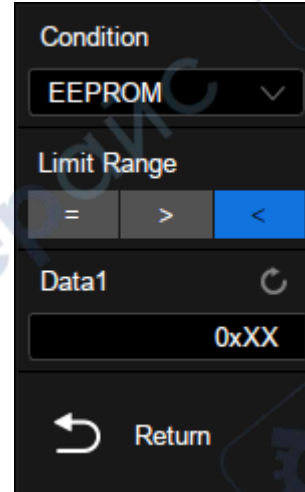 Condition
EEPROM
Limit Range
= > <
Data1
0xXX
Return